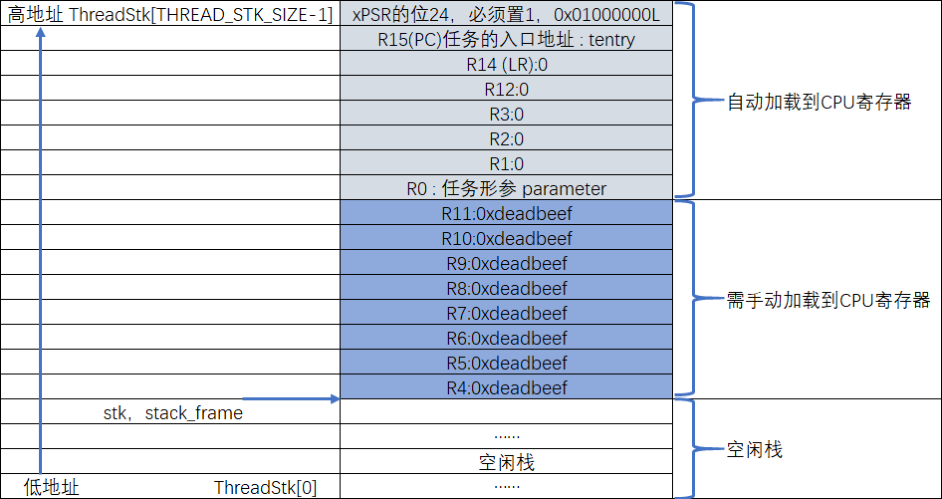 高地址 ThreadStk[THREAD_STK_SIZE-1]
xPSR的位24，必须置1，0x01000000L
R15(PC)任务的入口地址 : tentry
R14 (LR):0
R12:0
R3:0
R2:0
R1:0
R0 : 任务形参 parameter
自动加载到CPU寄存器
R11:0xdeadbeef
R10:0xdeadbeef
R9:0xdeadbeef
R8:0xdeadbeef
R7:0xdeadbeef
R6:0xdeadbeef
R5:0xdeadbeef
R4:0xdeadbeef
需手动加载到CPU寄存器
stk，stack_frame
……
空闲栈
……
空闲栈
低地址 ThreadStk[0]